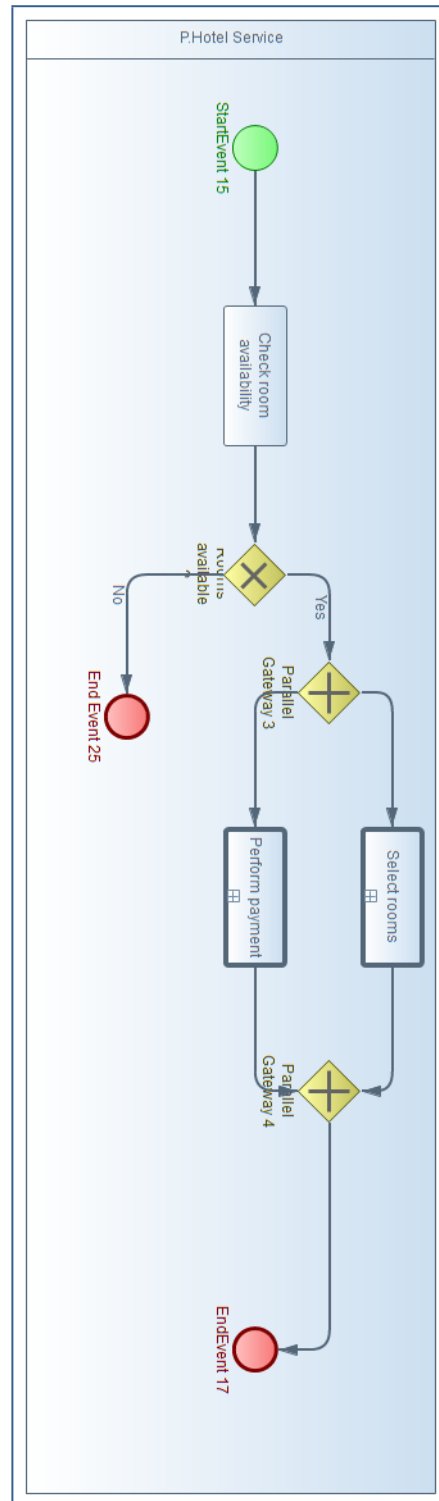 P.Hotel Service
StartEvent 15
Check room
availability
Rooms
available
?
Yes
No
End Event 25
Parallel
Gateway 3
Select rooms
Perform payment
Parallel
Gateway 4
EndEvent 17